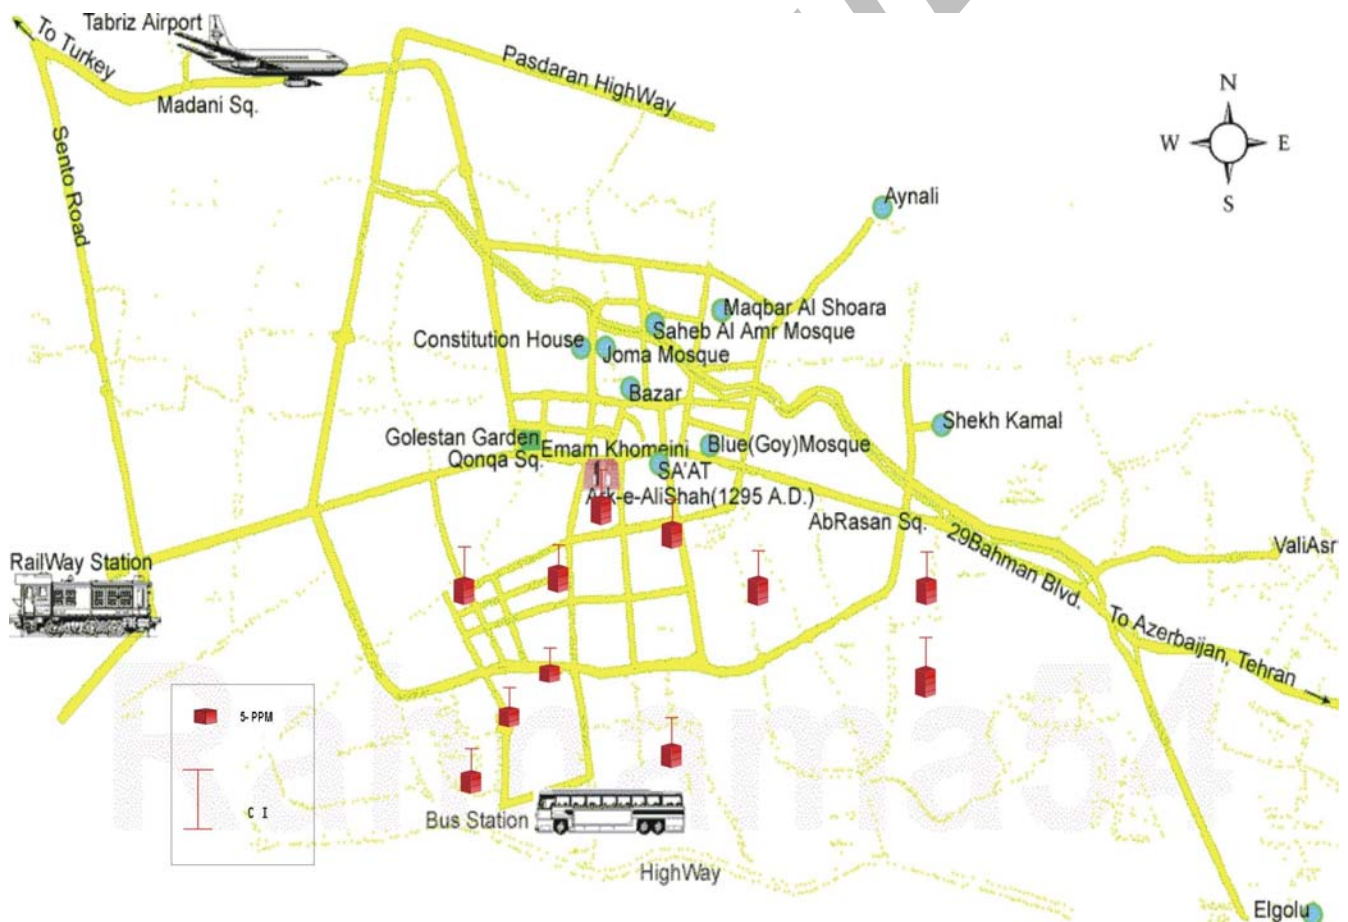 Tabriz Airport
To Turkey
Pasdaran HighWay
Madani Sq.
N
W E
S
Sento Road
Aynali
Maqbar Al Shoara
Saheb Al Amr Mosque
Constitution House
Joma Mosque
Bazar
Shekh Kamal
Golestan Garden
Emam Khomeini
Blue(Goy)Mosque
Qonqa Sq.
SA'AT
Ark-e-AliShah(1295 A.D.)
AbRasan Sq.
29Bahman Blvd.
ValiAsr
RailWay Station
To Azerbaijan, Tehran
Rahnama54
5-PPM
C I
Bus Station
HighWay
Elgolu